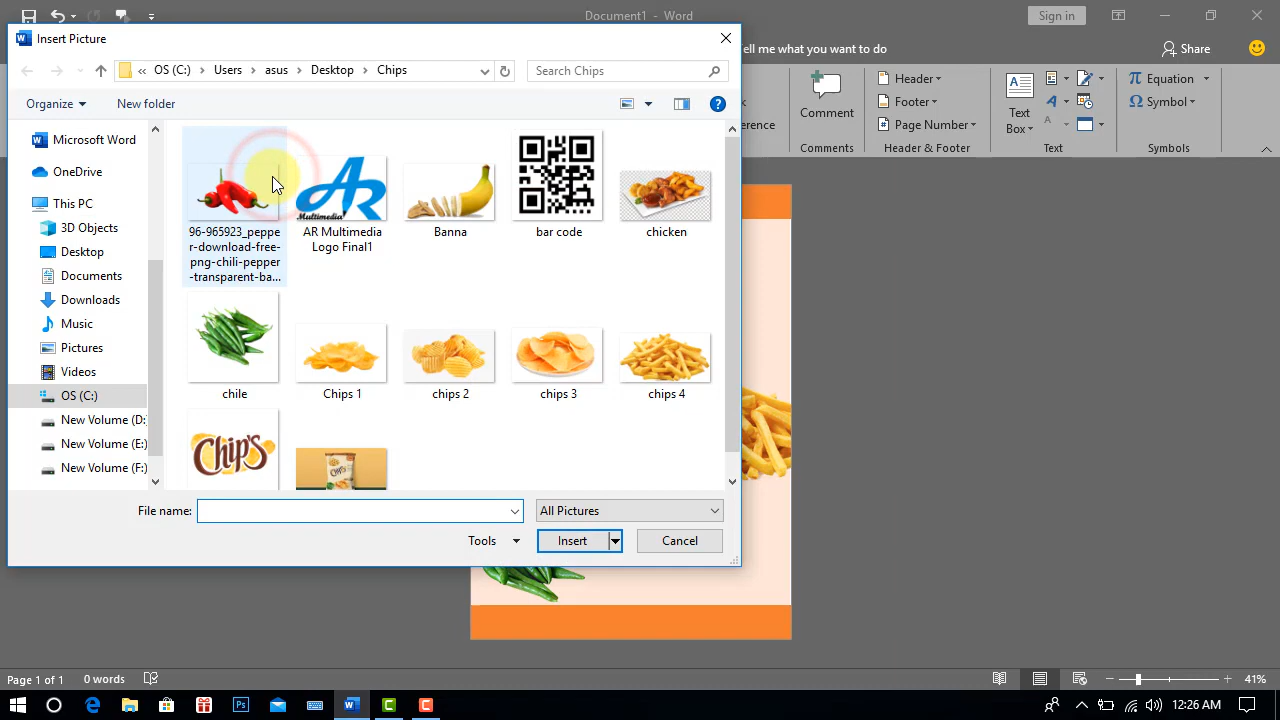 Document1 - Word
Sign in
Insert Picture
ell me what you want to do
Share
« OS (C:) › Users › asus › Desktop › Chips
Search Chips
Organize
New folder
Equation
Symbol
Header
Footer
Page Number
Comment
Text
Box
erence
Comments
Header & Footer
Text
Symbols
Microsoft Word
OneDrive
This PC
3D Objects
Desktop
Documents
Downloads
Music
Pictures
Videos
OS (C:)
New Volume (D:
New Volume (E:)
New Volume (F:)
AR
Multimedia
96-965923_peppe
r-download-free-
png-chili-pepper
-transparent-ba...
AR Multimedia
Logo Final1
Banna
bar code
chicken
chile
Chips 1
chips 2
chips 3
chips 4
Chip's
Chips
File name:
All Pictures
Tools
Insert
Cancel
Page 1 of 1
0 words
41%
12:26 AM